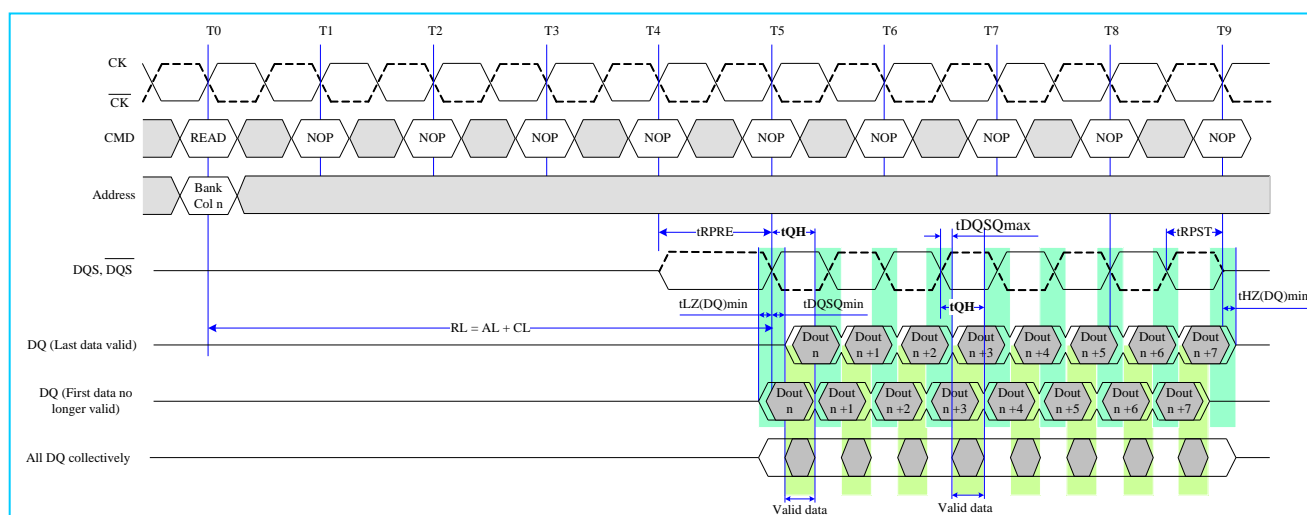 T0 T1 T2 T3 T4 T5 T6 T7 T8 T9
CK
CK
CMD READ NOP NOP NOP NOP NOP NOP NOP NOP NOP
Address
Bank
Col n
tRPRE tQH tDQSQmax tRPST
DQS, DQS
tLZ(DQ)min tDQSQmin tQH tHZ(DQ)min
RL = AL + CL
DQ (Last data valid)
Dout Dout Dout Dout Dout Dout Dout Dout
n n +1 n +2 n +3 n +4 n +5 n +6 n +7
DQ (First data no
longer valid)
Dout Dout Dout Dout Dout Dout Dout Dout
n n +1 n +2 n +3 n +4 n +5 n +6 n +7
All DQ collectively
Valid data Valid data